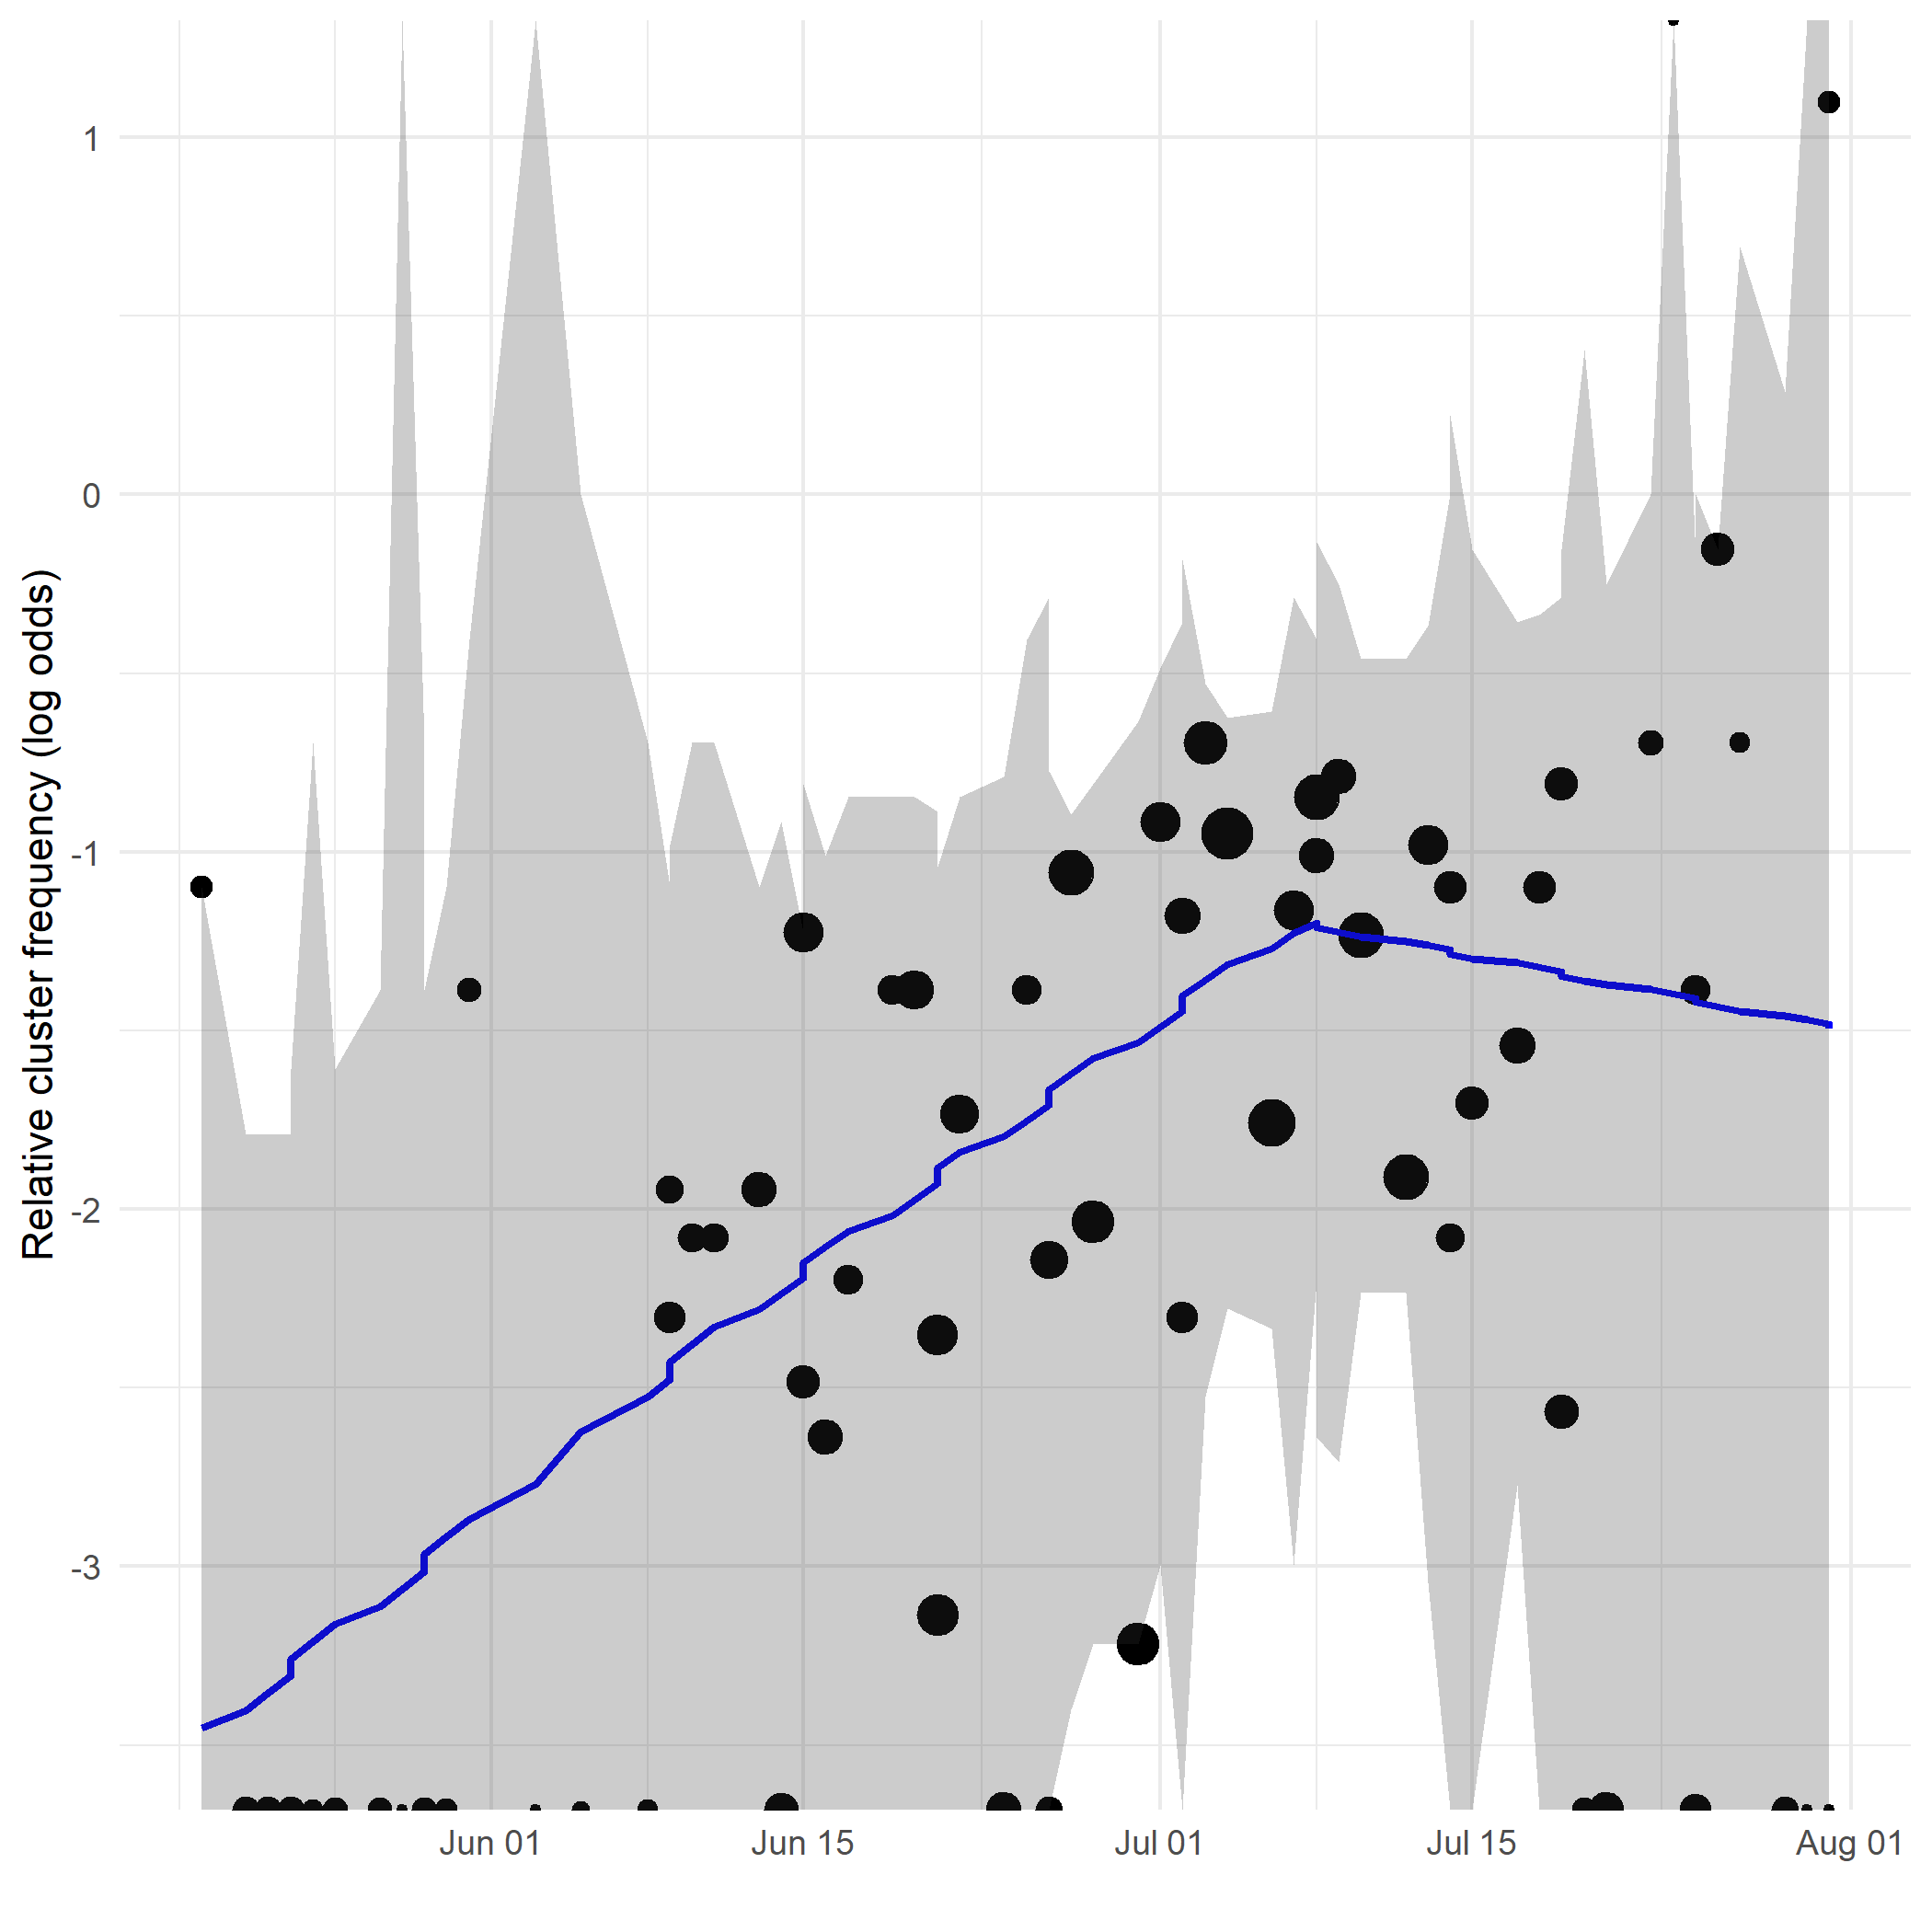 Relative cluster frequency (log odds)
1
0
-1
-2
-3
Jun 01
Jun 15
Jul 01
Jul 15
Aug 01